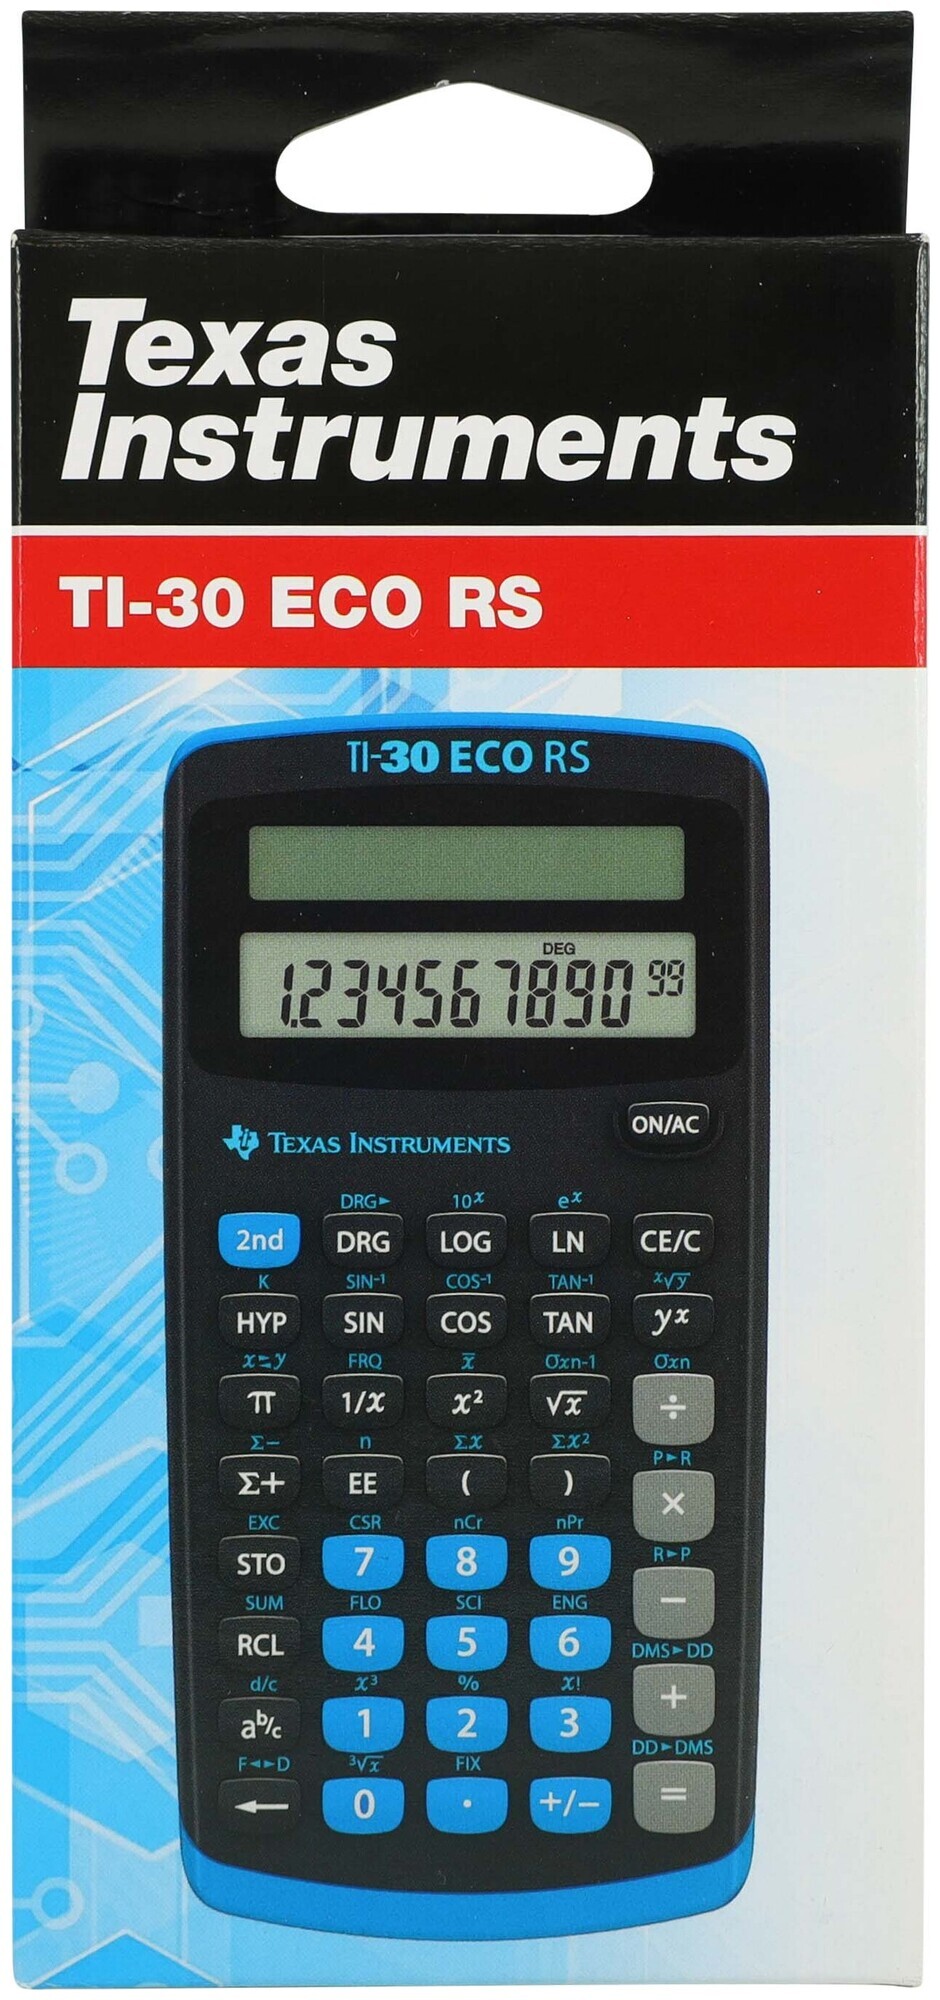 Texas
Instruments
TI-30 ECO RS
TI-30 ECO RS
DEG
1.234567890 99
TEXAS INSTRUMENTS
ON/AC
DRG► 10ˣ eˣ
2nd DRG LOG LN CE/C
K SIN⁻¹ COS⁻¹ TAN⁻¹ ˣ√y
HYP SIN COS TAN yˣ
x⇆y FRQ x̄ σxn-1 σxn
π 1/x x² √x ÷
Σ− n Σx Σx² P►R
Σ+ EE ( ) ×
EXC CSR nCr nPr R►P
STO 7 8 9 −
SUM FLO SCI ENG DMS►DD
RCL 4 5 6 +
d/c x³ % x! DD►DMS
aᵇ/c 1 2 3 =
F◄►D ³√x FIX
← 0 . +/−